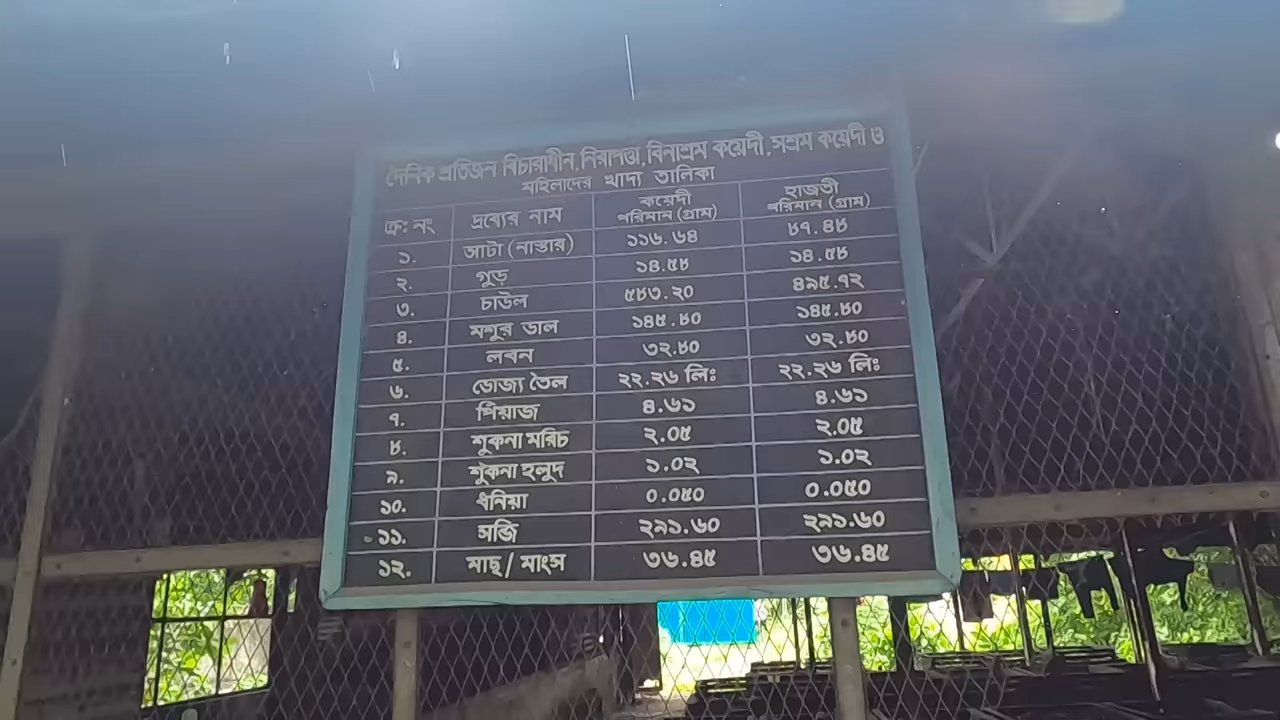 দৈনিক প্রতিজন বিচারাধীন, নিরাপত্তা, বিনাশ্রম কয়েদী, সশ্রম কয়েদী ও
মহিলাদের খাদ্য তালিকা
ক্রঃ নং দ্রব্যের নাম কয়েদী পরিমান (গ্রাম) হাজতী পরিমান (গ্রাম)
১. আটা (নাস্তার) ১১৬.৬৪ ৮৭.৪৮
২. গুড় ১৪.৫৮ ১৪.৫৮
৩. চাউল ৫৮৩.২০ ৪৯৫.৭২
৪. মশুর ডাল ১৪৫.৮০ ১৪৫.৮০
৫. লবন ৩২.৮০ ৩২.৮০
৬. ভোজ্য তৈল ২২.২৬ লিঃ ২২.২৬ লিঃ
৭. পিঁয়াজ ৪.৬১ ৪.৬১
৮. শুকনা মরিচ ২.০৫ ২.০৫
৯. শুকনা হলুদ ১.০২ ১.০২
১০. ধনিয়া ০.০৫০ ০.০৫০
১১. সব্জি ২৯১.৬০ ২৯১.৬০
১২. মাছ / মাংস ৩৬.৪৫ ৩৬.৪৫